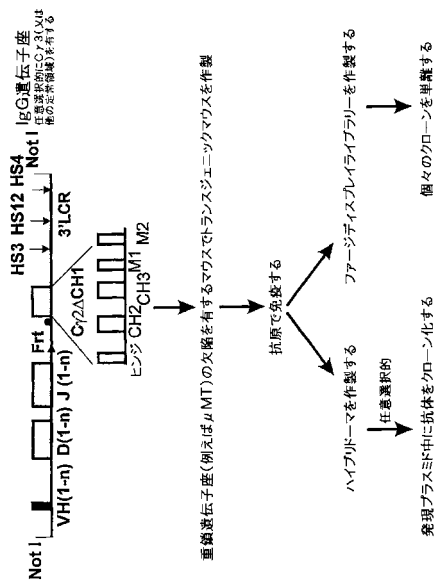 IgG遺伝子座
任意選択的にCγ3(又は
他の定常領域)を有する
Not I
VH(1-n) D(1-n) J (1-n)
Frt
Cγ2ΔCH1
HS3 HS12 HS4
3'LCR
Not I
ヒンジ CH2 CH3 M1 M2
重鎖遺伝子座(例えばμMT)の欠陥を有するマウスでトランスジェニックマウスを作製
抗原で免疫する
ハイブリドーマを作製する
ファージディスプレイライブラリーを作製する
任意選択的
発現プラスミド中に抗体をクローン化する
個々のクローンを単離する